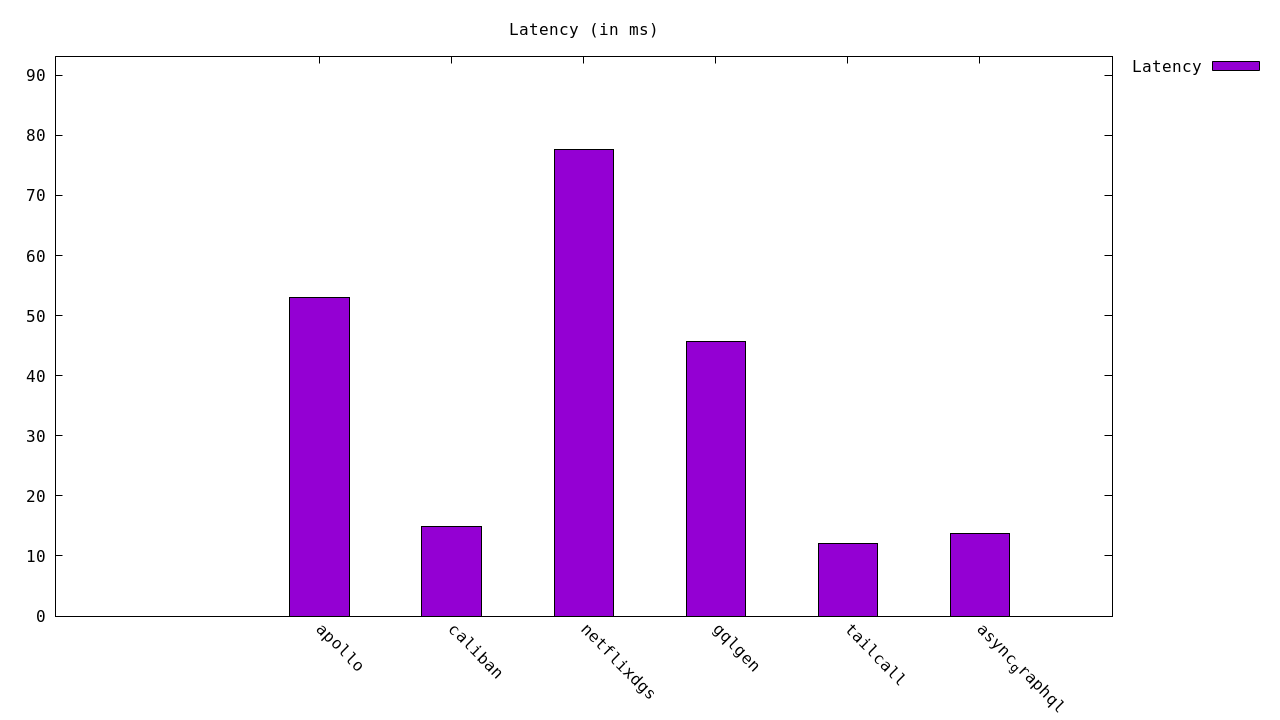 Latency (in ms)
Latency
90
80
70
60
50
40
30
20
10
0
apollo
caliban
netflixdgs
gqlgen
tailcall
async_graphql